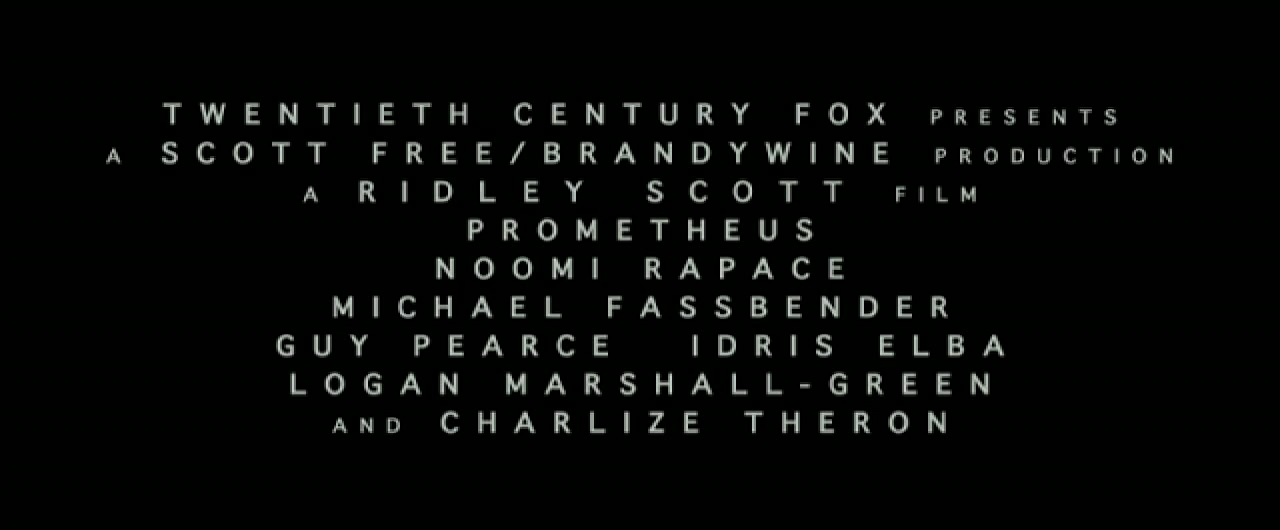 TWENTIETH CENTURY FOX PRESENTS
A SCOTT FREE/BRANDYWINE PRODUCTION
A RIDLEY SCOTT FILM
PROMETHEUS
NOOMI RAPACE
MICHAEL FASSBENDER
GUY PEARCE IDRIS ELBA
LOGAN MARSHALL-GREEN
AND CHARLIZE THERON